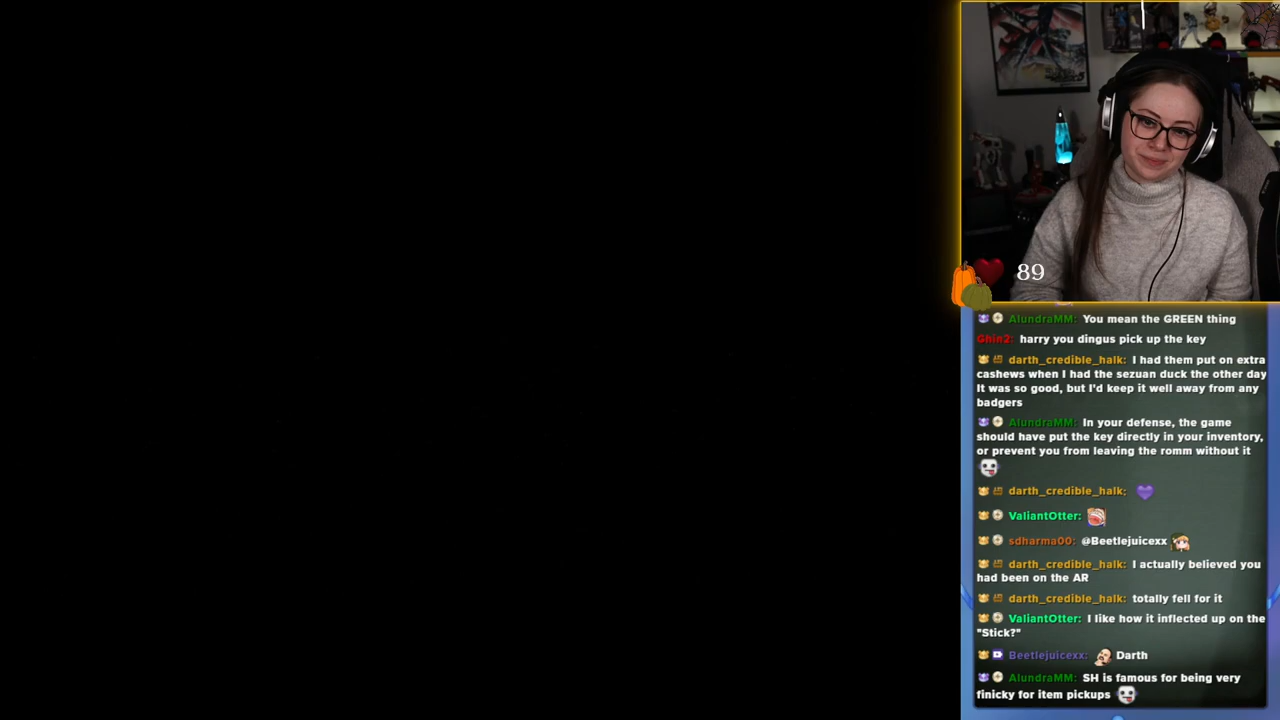 89
AlundraMM: You mean the GREEN thing
Ghin2: harry you dingus pick up the key
darth_credible_halk: I had them put on extra
cashews when I had the sezuan duck the other day
It was so good, but I'd keep it well away from any
badgers
AlundraMM: In your defense, the game
should have put the key directly in your inventory,
or prevent you from leaving the romm without it
darth_credible_halk:
ValiantOtter:
sdharma00: @Beetlejuicexx
darth_credible_halk: I actually believed you
had been on the AR
darth_credible_halk: totally fell for it
ValiantOtter: I like how it inflected up on the
"Stick?"
Beetlejuicexx: Darth
AlundraMM: SH is famous for being very
finicky for item pickups